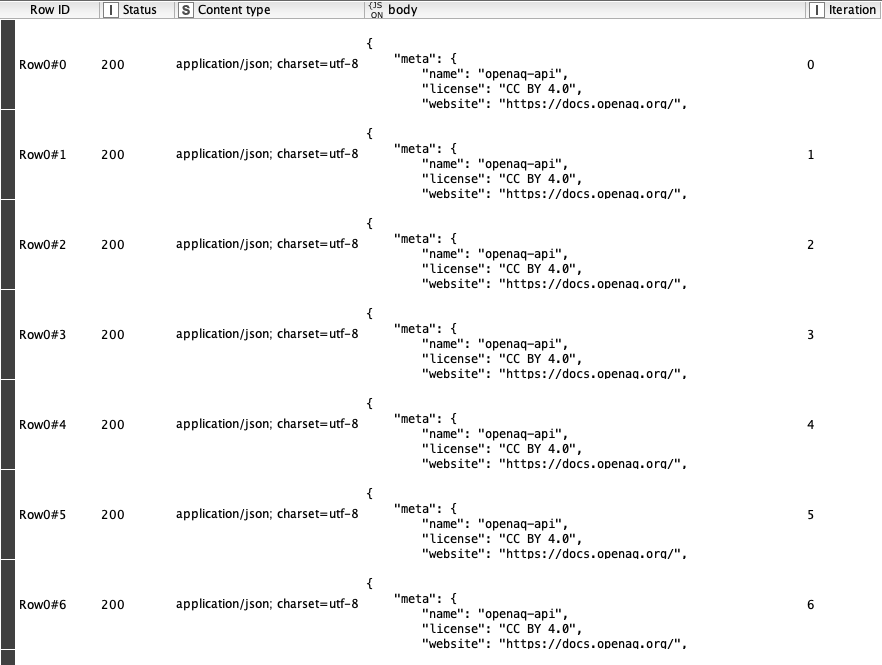 Row ID I Status S Content type {JSON body I Iteration
{
"meta": {
Row0#0 200 application/json; charset=utf-8 "name": "openaq-api", 0
"license": "CC BY 4.0",
"website": "https://docs.openaq.org/",
{
"meta": {
Row0#1 200 application/json; charset=utf-8 "name": "openaq-api", 1
"license": "CC BY 4.0",
"website": "https://docs.openaq.org/",
{
"meta": {
Row0#2 200 application/json; charset=utf-8 "name": "openaq-api", 2
"license": "CC BY 4.0",
"website": "https://docs.openaq.org/",
{
"meta": {
Row0#3 200 application/json; charset=utf-8 "name": "openaq-api", 3
"license": "CC BY 4.0",
"website": "https://docs.openaq.org/",
{
"meta": {
Row0#4 200 application/json; charset=utf-8 "name": "openaq-api", 4
"license": "CC BY 4.0",
"website": "https://docs.openaq.org/",
{
"meta": {
Row0#5 200 application/json; charset=utf-8 "name": "openaq-api", 5
"license": "CC BY 4.0",
"website": "https://docs.openaq.org/",
{
"meta": {
Row0#6 200 application/json; charset=utf-8 "name": "openaq-api", 6
"license": "CC BY 4.0",
"website": "https://docs.openaq.org/",